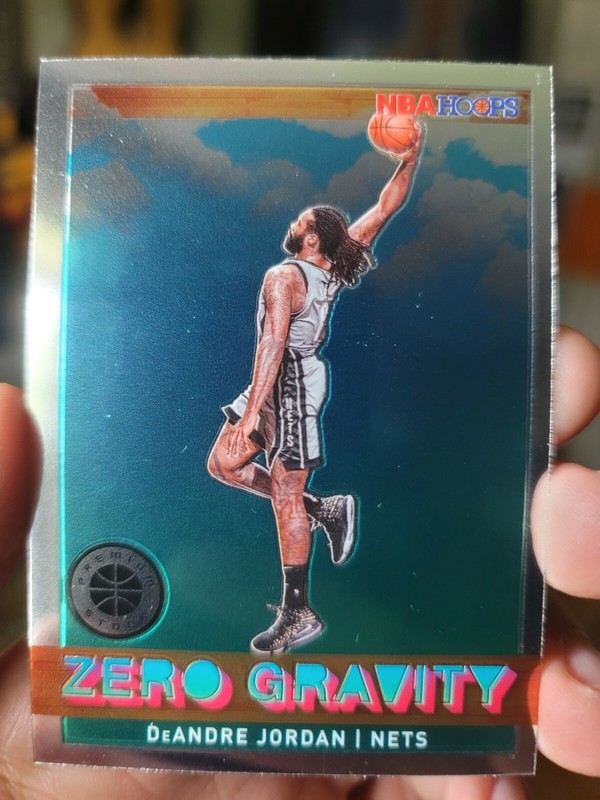 NBA HOOPS
NETS
PREMIUM
STOCK
ZERO GRAVITY
DEANDRE JORDAN | NETS